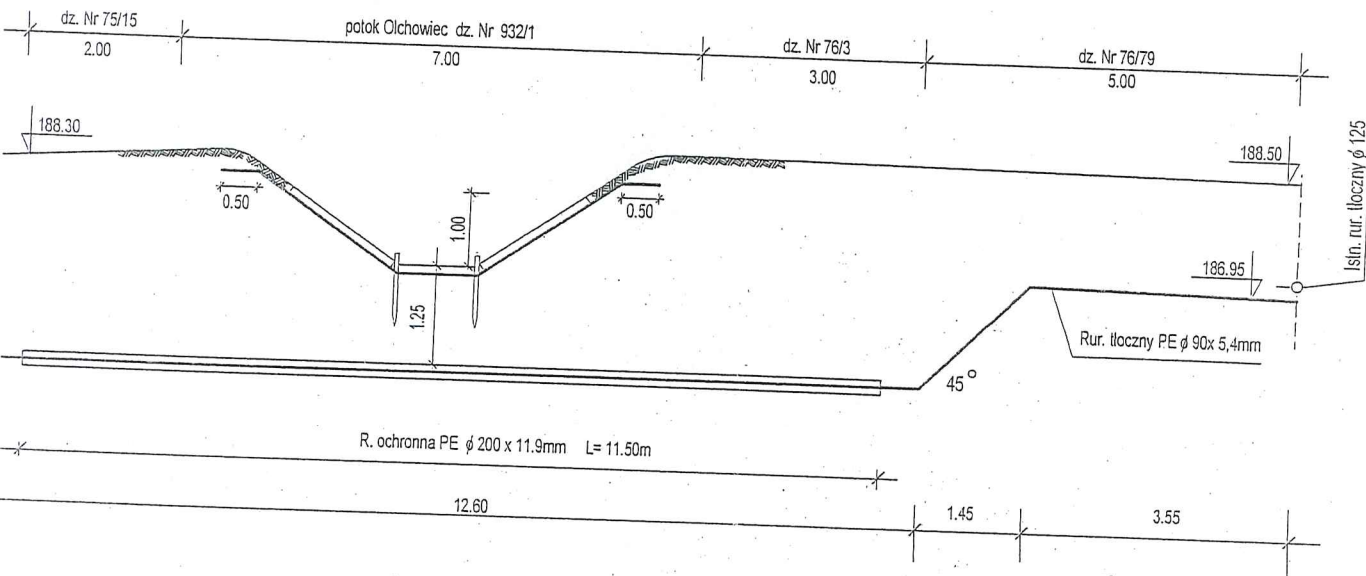 dz. Nr 75/15
2.00
potok Olchowiec dz. Nr 932/1
7.00
dz. Nr 76/3
3.00
dz. Nr 76/79
5.00
188.30
188.50
0.50
0.50
1.00
1.25
186.95
Istn. rur. tłoczny ϕ 125
Rur. tłoczny PE ϕ 90x 5,4mm
45°
R. ochronna PE ϕ 200 x 11.9mm L= 11.50m
12.60
1.45
3.55